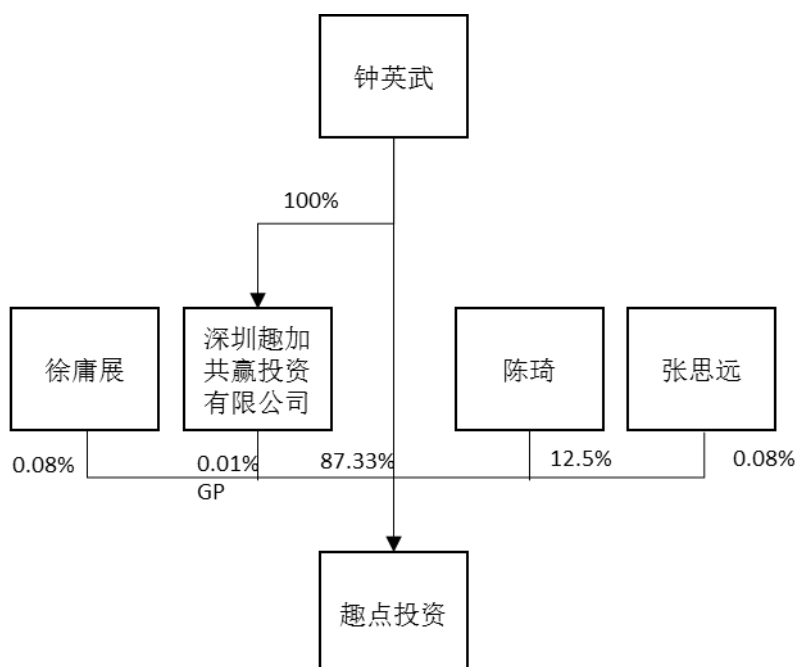 钟英武
100%
徐庸展
深圳趣加
共赢投资
有限公司
陈琦
张思远
0.08%
0.01%
GP
87.33%
12.5%
0.08%
趣点投资